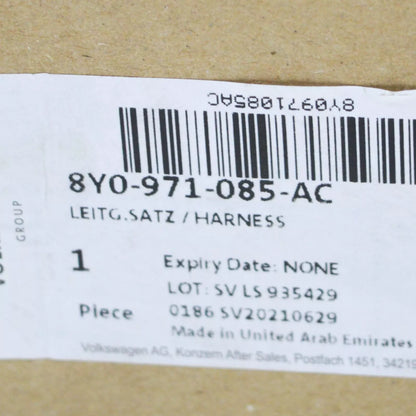 8Y0971085AC
8Y0-971-085-AC
LEITG.SATZ / HARNESS
GROUP
1
Expiry Date: NONE
LOT: SV LS 935429
Piece
0186 SV20210629
Made in United Arab Emirates
Volkswagen AG, Konzern After Sales, Postfach 1451, 34219